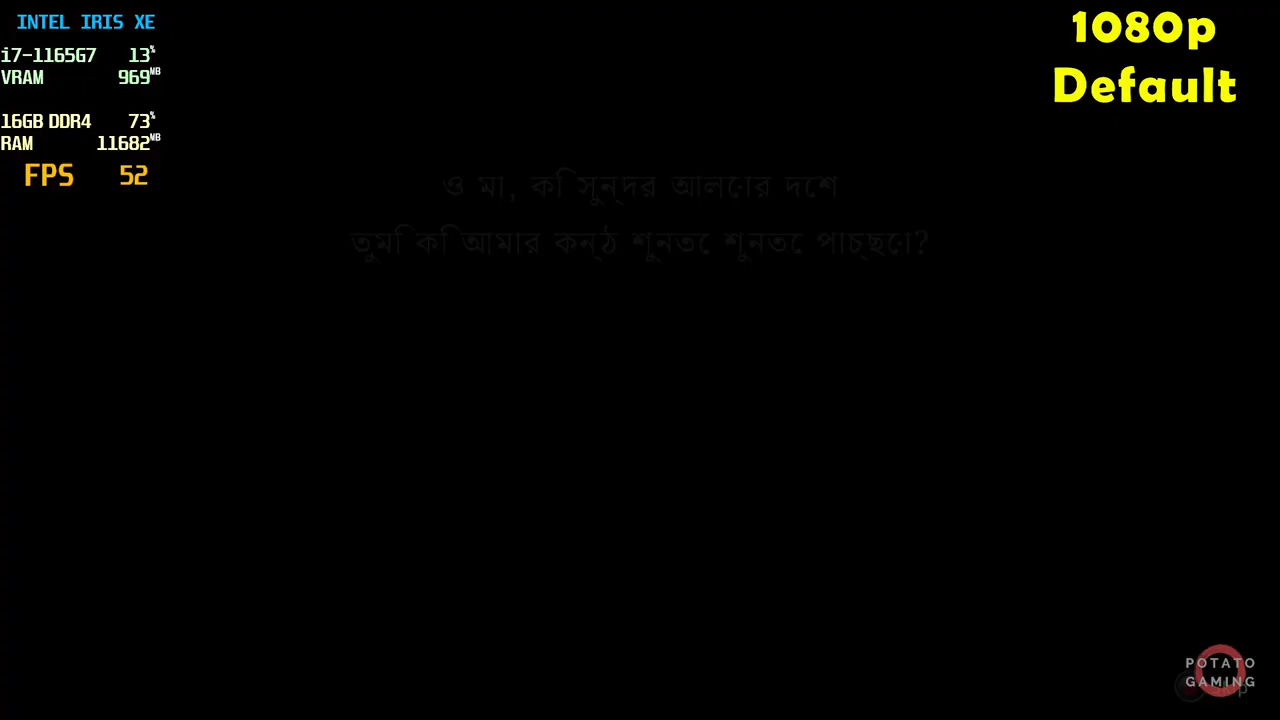 INTEL IRIS XE
1080p
Default
i7-1165G7 13%
VRAM 969MB
16GB DDR4 73%
RAM 11682MB
FPS 52
ও মা, কি সুন্দর আলোর দেশে
তুমি কি আমার কন্ঠ শুনতে শুনতে পাচ্ছো?
POTATO
GAMING
Skip